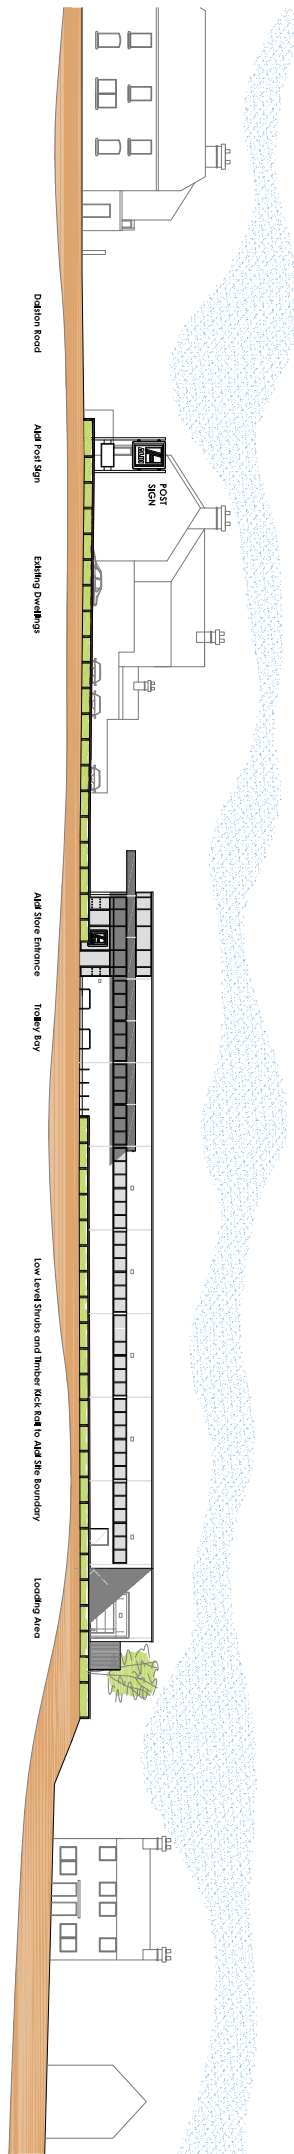 Dalston Road
Aldi Post Sign
POST
SIGN
ALDI
Existing Dwellings
Aldi Store Entrance
Trolley Bay
Low Level Shrubs and Timber Kick Rail to Aldi Site Boundary
Loading Area